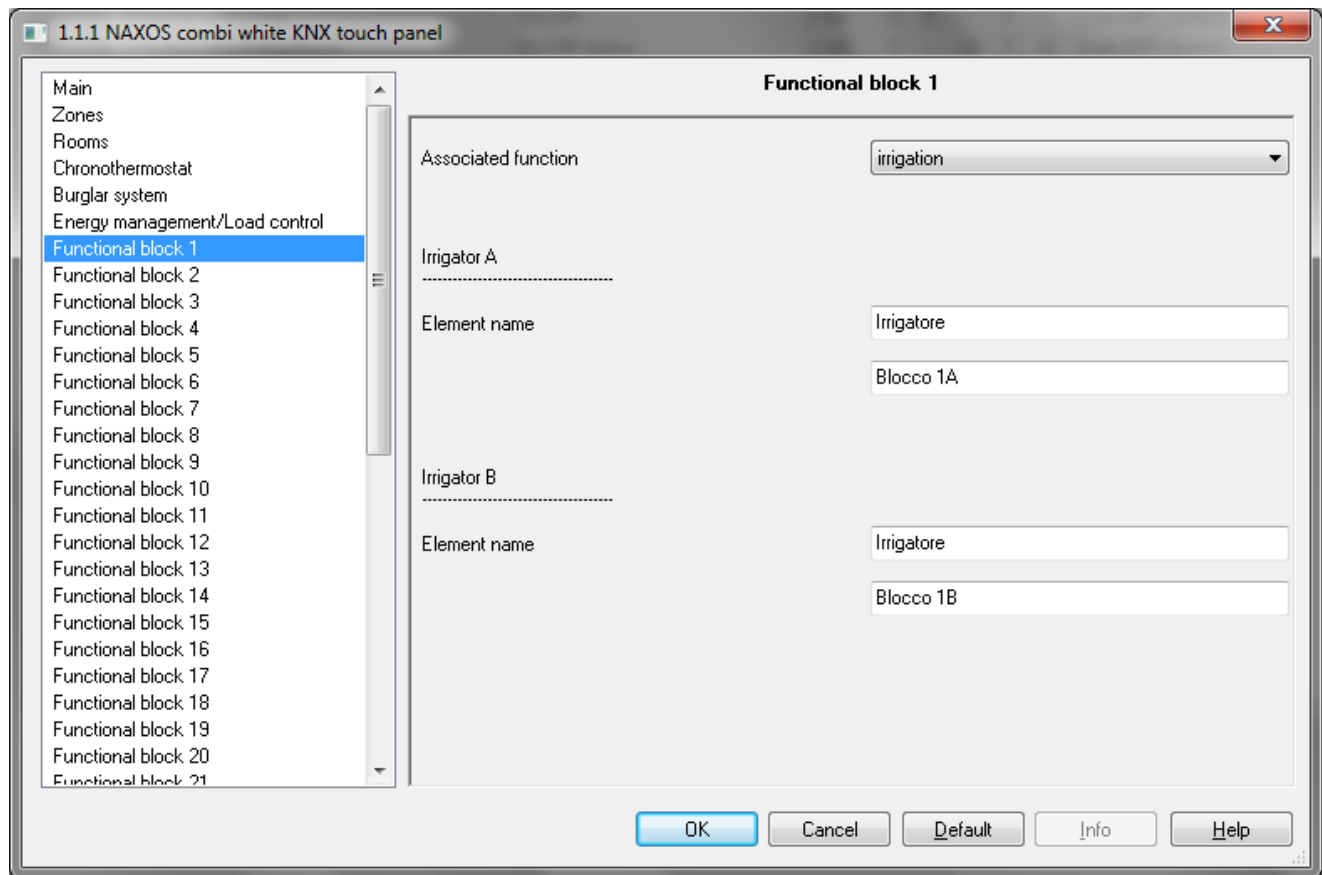 1.1.1 NAXOS combi white KNX touch panel
Main
Zones
Rooms
Chronothermostat
Burglar system
Energy management/Load control
Functional block 1
Functional block 2
Functional block 3
Functional block 4
Functional block 5
Functional block 6
Functional block 7
Functional block 8
Functional block 9
Functional block 10
Functional block 11
Functional block 12
Functional block 13
Functional block 14
Functional block 15
Functional block 16
Functional block 17
Functional block 18
Functional block 19
Functional block 20
Functional block 21
Functional block 1
Associated function irrigation
Irrigator A
------------------------------------
Element name Irrigatore
Blocco 1A
Irrigator B
------------------------------------
Element name Irrigatore
Blocco 1B
OK Cancel Default Info Help